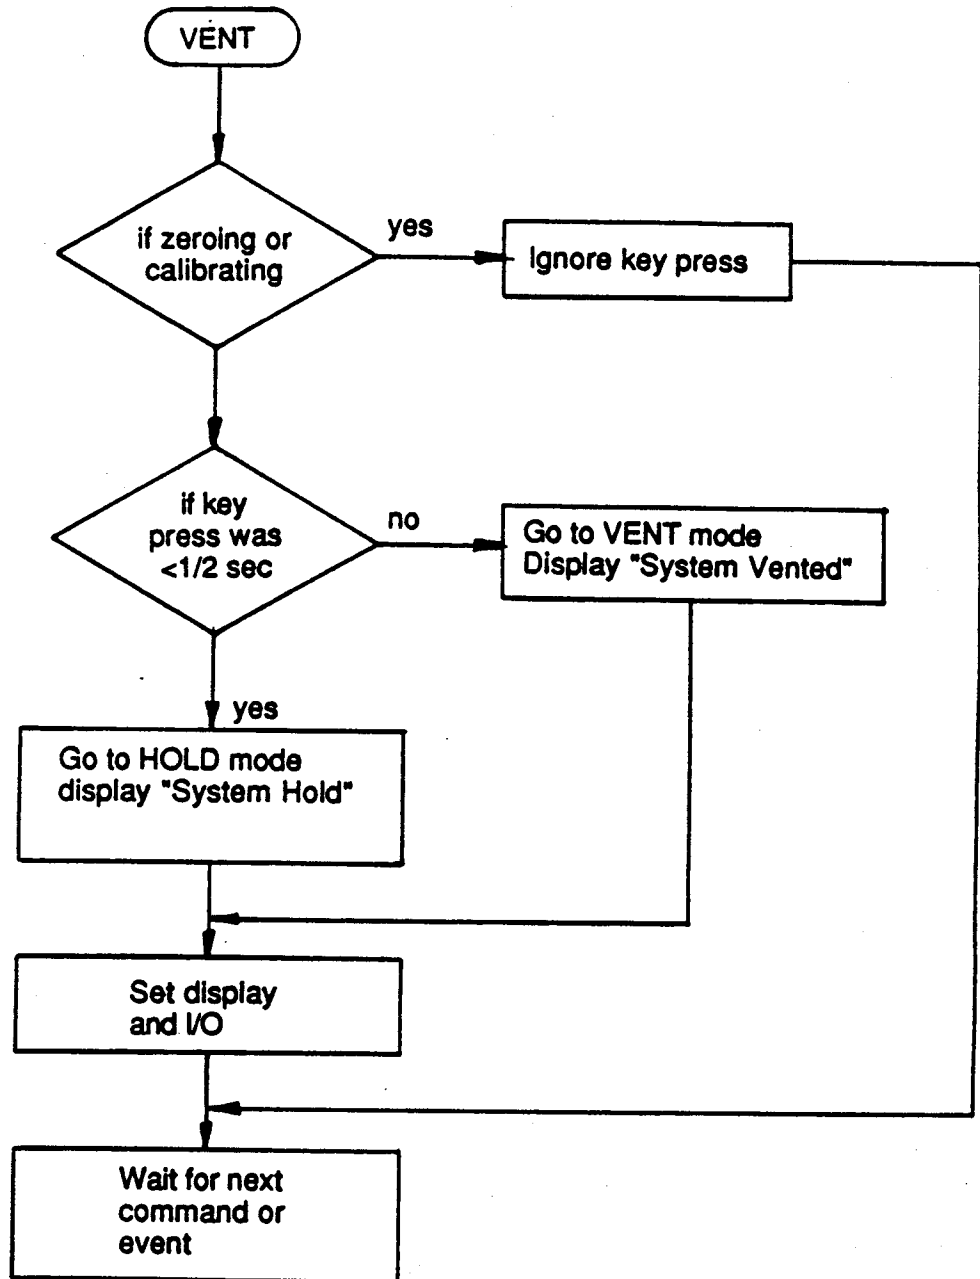 VENT
if zeroing or
calibrating
yes
Ignore key press
if key
press was
<1/2 sec
no
Go to VENT mode
Display "System Vented"
yes
Go to HOLD mode
display "System Hold"
Set display
and I/O
Wait for next
command or
event